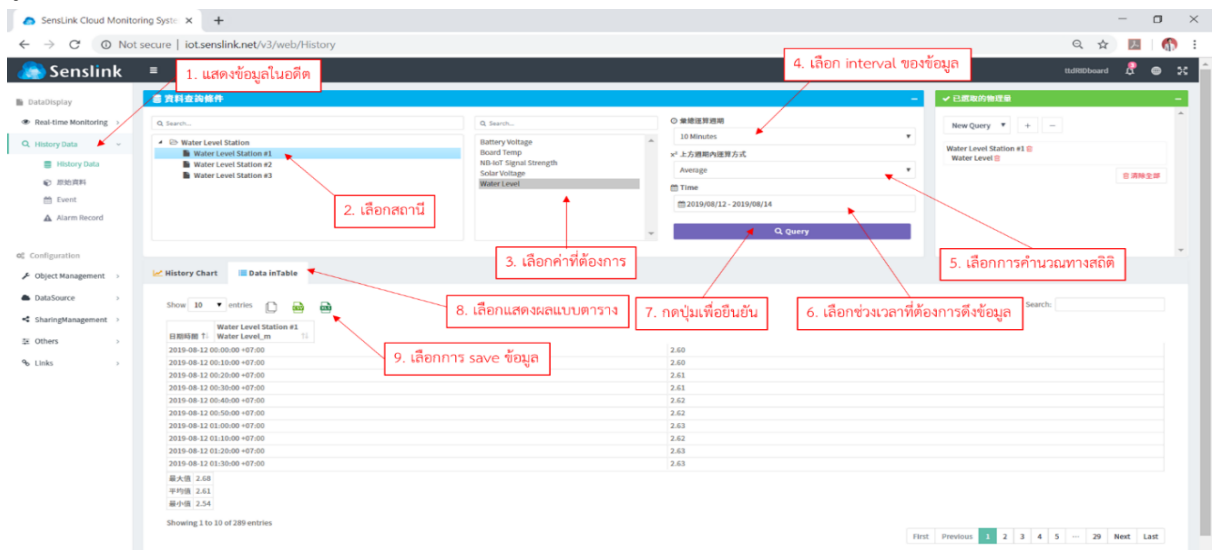 SensLink Cloud Monitoring Syste
Not secure | iot.senslink.net/v3/web/History
Senslink
ttdRIDboard
1. แสดงข้อมูลในอดีต
4. เลือก interval ของข้อมูล
DataDisplay
Real-time Monitoring
History Data
History Data
原始資料
Event
Alarm Record
Configuration
Object Management
DataSource
SharingManagement
Others
Links
資料查詢條件
Search...
Water Level Station
Water Level Station #1
Water Level Station #2
Water Level Station #3
2. เลือกสถานี
Search...
Battery Voltage
Board Temp
NB-IoT Signal Strength
Solar Voltage
Water Level
3. เลือกค่าที่ต้องการ
彙總運算週期
10 Minutes
上方週期內運算方式
Average
Time
2019/08/12 - 2019/08/14
Query
已選取的物理量
New Query
Water Level Station #1
Water Level
清除全部
5. เลือกการคำนวณทางสถิติ
History Chart
Data inTable
8. เลือกแสดงผลแบบตาราง
7. กดปุ่มเพื่อยืนยัน
6. เลือกช่วงเวลาที่ต้องการดึงข้อมูล
Show 10 entries
Search:
9. เลือกการ save ข้อมูล
Water Level Station #1
日期時間 Water Level_m
2019-08-12 00:00:00 +07:00 2.60
2019-08-12 00:10:00 +07:00 2.60
2019-08-12 00:20:00 +07:00 2.61
2019-08-12 00:30:00 +07:00 2.61
2019-08-12 00:40:00 +07:00 2.62
2019-08-12 00:50:00 +07:00 2.62
2019-08-12 01:00:00 +07:00 2.63
2019-08-12 01:10:00 +07:00 2.62
2019-08-12 01:20:00 +07:00 2.63
2019-08-12 01:30:00 +07:00 2.63
最大值 2.68
平均值 2.61
最小值 2.54
Showing 1 to 10 of 289 entries
First Previous 1 2 3 4 5 ... 29 Next Last